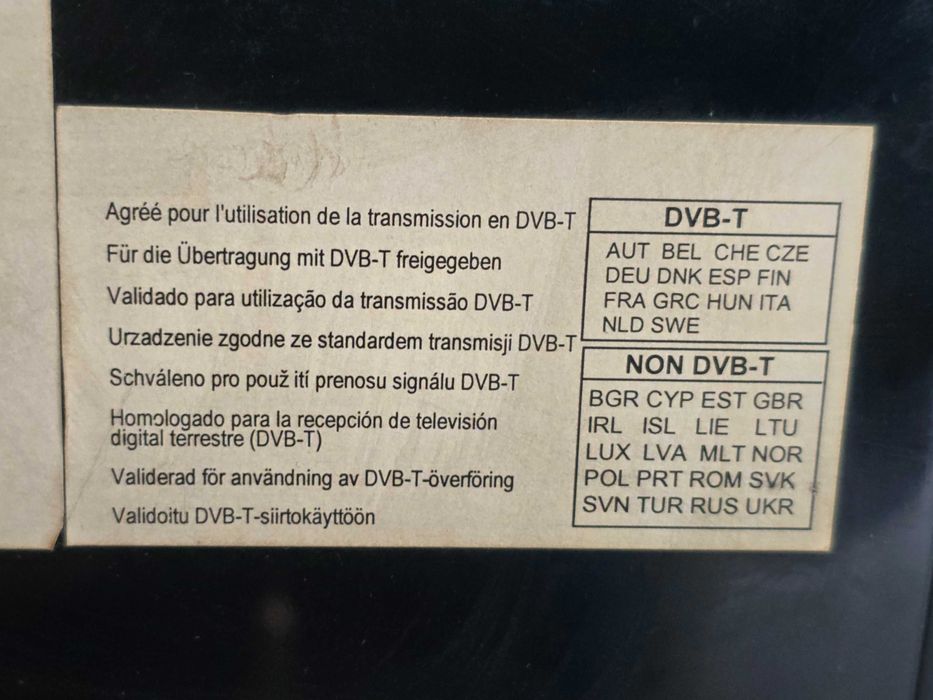 Agréé pour l'utilisation de la transmission en DVB-T
Für die Übertragung mit DVB-T freigegeben
Validado para utilização da transmissão DVB-T
Urzadzenie zgodne ze standardem transmisji DVB-T
Schváleno pro použ ití prenosu signálu DVB-T
Homologado para la recepción de televisión
digital terrestre (DVB-T)
Validerad för användning av DVB-T-överföring
Validoitu DVB-T-siirtokäyttöön
DVB-T
AUT BEL CHE CZE
DEU DNK ESP FIN
FRA GRC HUN ITA
NLD SWE
NON DVB-T
BGR CYP EST GBR
IRL ISL LIE LTU
LUX LVA MLT NOR
POL PRT ROM SVK
SVN TUR RUS UKR